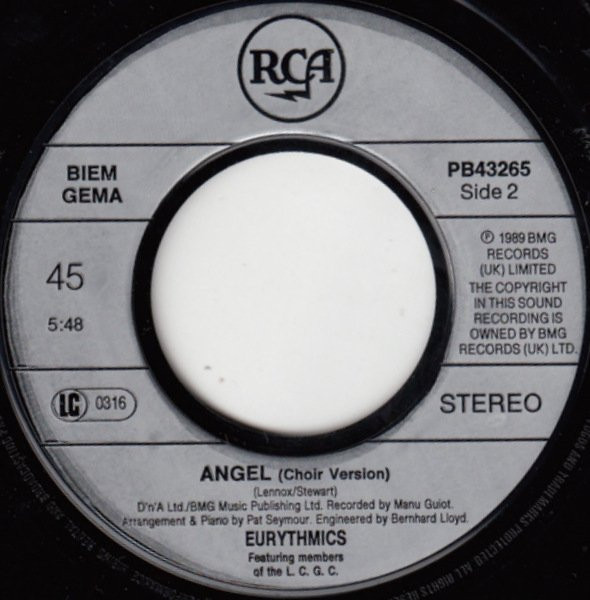 RCA
BIEM
GEMA
PB43265
Side 2
45
5:48
℗ 1989 BMG
RECORDS
(UK) LIMITED
THE COPYRIGHT
IN THIS SOUND
RECORDING IS
OWNED BY BMG
RECORDS (UK) LTD.
LC 0316
STEREO
ANGEL (Choir Version)
(Lennox/Stewart)
D'n'A Ltd./BMG Music Publishing Ltd. Recorded by Manu Guiot.
Arrangement & Piano by Pat Seymour. Engineered by Bernhard Lloyd.
EURYTHMICS
Featuring members
of the L. C. G. C.